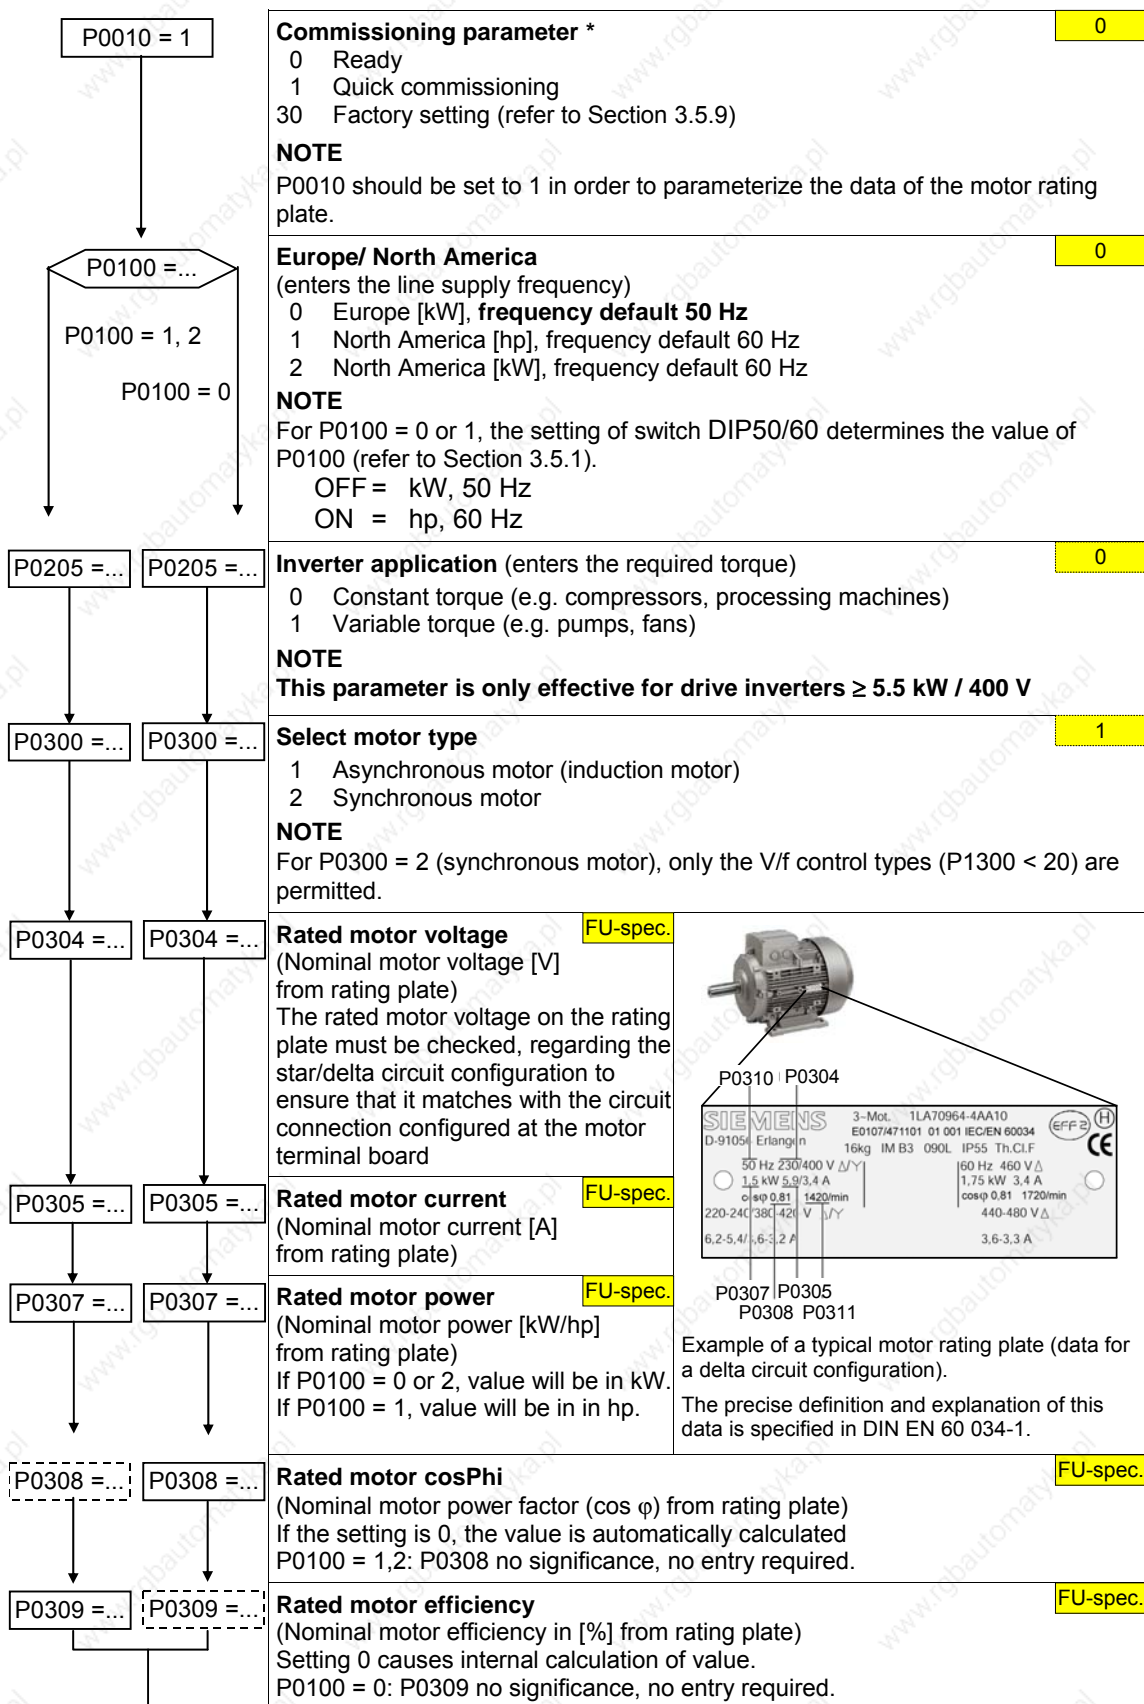 P0010 = 1
Commissioning parameter *
0
0 Ready
1 Quick commissioning
30 Factory setting (refer to Section 3.5.9)
NOTE
P0010 should be set to 1 in order to parameterize the data of the motor rating
plate.
P0100 =...
P0100 = 1, 2
P0100 = 0
Europe/ North America
0
(enters the line supply frequency)
0 Europe [kW], frequency default 50 Hz
1 North America [hp], frequency default 60 Hz
2 North America [kW], frequency default 60 Hz
NOTE
For P0100 = 0 or 1, the setting of switch DIP50/60 determines the value of
P0100 (refer to Section 3.5.1).
OFF = kW, 50 Hz
ON = hp, 60 Hz
P0205 =... P0205 =...
Inverter application (enters the required torque)
0
0 Constant torque (e.g. compressors, processing machines)
1 Variable torque (e.g. pumps, fans)
NOTE
This parameter is only effective for drive inverters ≥ 5.5 kW / 400 V
P0300 =... P0300 =...
Select motor type
1
1 Asynchronous motor (induction motor)
2 Synchronous motor
NOTE
For P0300 = 2 (synchronous motor), only the V/f control types (P1300 < 20) are
permitted.
P0304 =... P0304 =...
Rated motor voltage
FU-spec.
(Nominal motor voltage [V]
from rating plate)
The rated motor voltage on the rating
plate must be checked, regarding the
star/delta circuit configuration to
ensure that it matches with the circuit
connection configured at the motor
terminal board
P0310 P0304
SIEMENS
3~Mot. 1LA70964-4AA10
E0107/471101 01 001 IEC/EN 60034
EFF 2
H
CE
D-91056 Erlangen
16kg IM B3 090L IP55 Th.Cl.F
50 Hz 230/400 V Δ/Y
60 Hz 460 V Δ
1,5 kW 5,9/3,4 A
1,75 kW 3,4 A
cosφ 0,81 1420/min
cosφ 0,81 1720/min
220-240/380-420 V Δ/Y
440-480 V Δ
6,2-5,4/3,6-3,2 A
3,6-3,3 A
P0307 P0305
P0308 P0311
Example of a typical motor rating plate (data for
a delta circuit configuration).
The precise definition and explanation of this
data is specified in DIN EN 60 034-1.
P0305 =... P0305 =...
Rated motor current
FU-spec.
(Nominal motor current [A]
from rating plate)
P0307 =... P0307 =...
Rated motor power
FU-spec.
(Nominal motor power [kW/hp]
from rating plate)
If P0100 = 0 or 2, value will be in kW.
If P0100 = 1, value will be in in hp.
P0308 =... P0308 =...
Rated motor cosPhi
FU-spec.
(Nominal motor power factor (cos φ) from rating plate)
If the setting is 0, the value is automatically calculated
P0100 = 1,2: P0308 no significance, no entry required.
P0309 =... P0309 =...
Rated motor efficiency
FU-spec.
(Nominal motor efficiency in [%] from rating plate)
Setting 0 causes internal calculation of value.
P0100 = 0: P0309 no significance, no entry required.
www.rgbautomatyka.pl